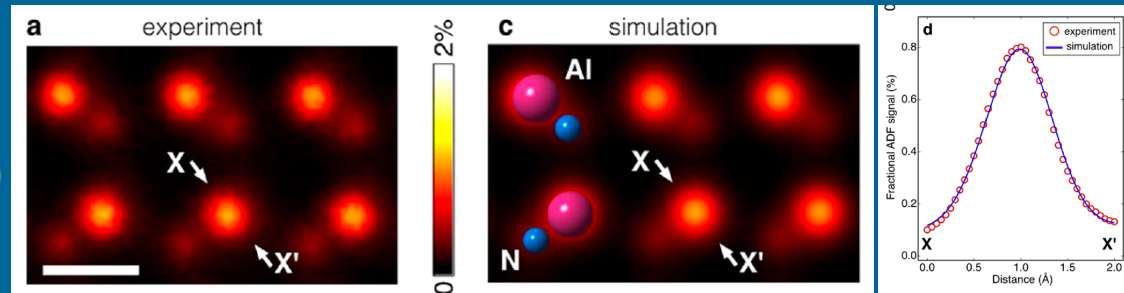 a
experiment
X
X'
2%
0
c
simulation
Al
X
N
X'
d
experiment
simulation
Fractional ADF signal (%)
0.8
0.6
0.4
0.2
0.0
X
X'
0.0
0.5
1.0
1.5
2.0
Distance (Å)